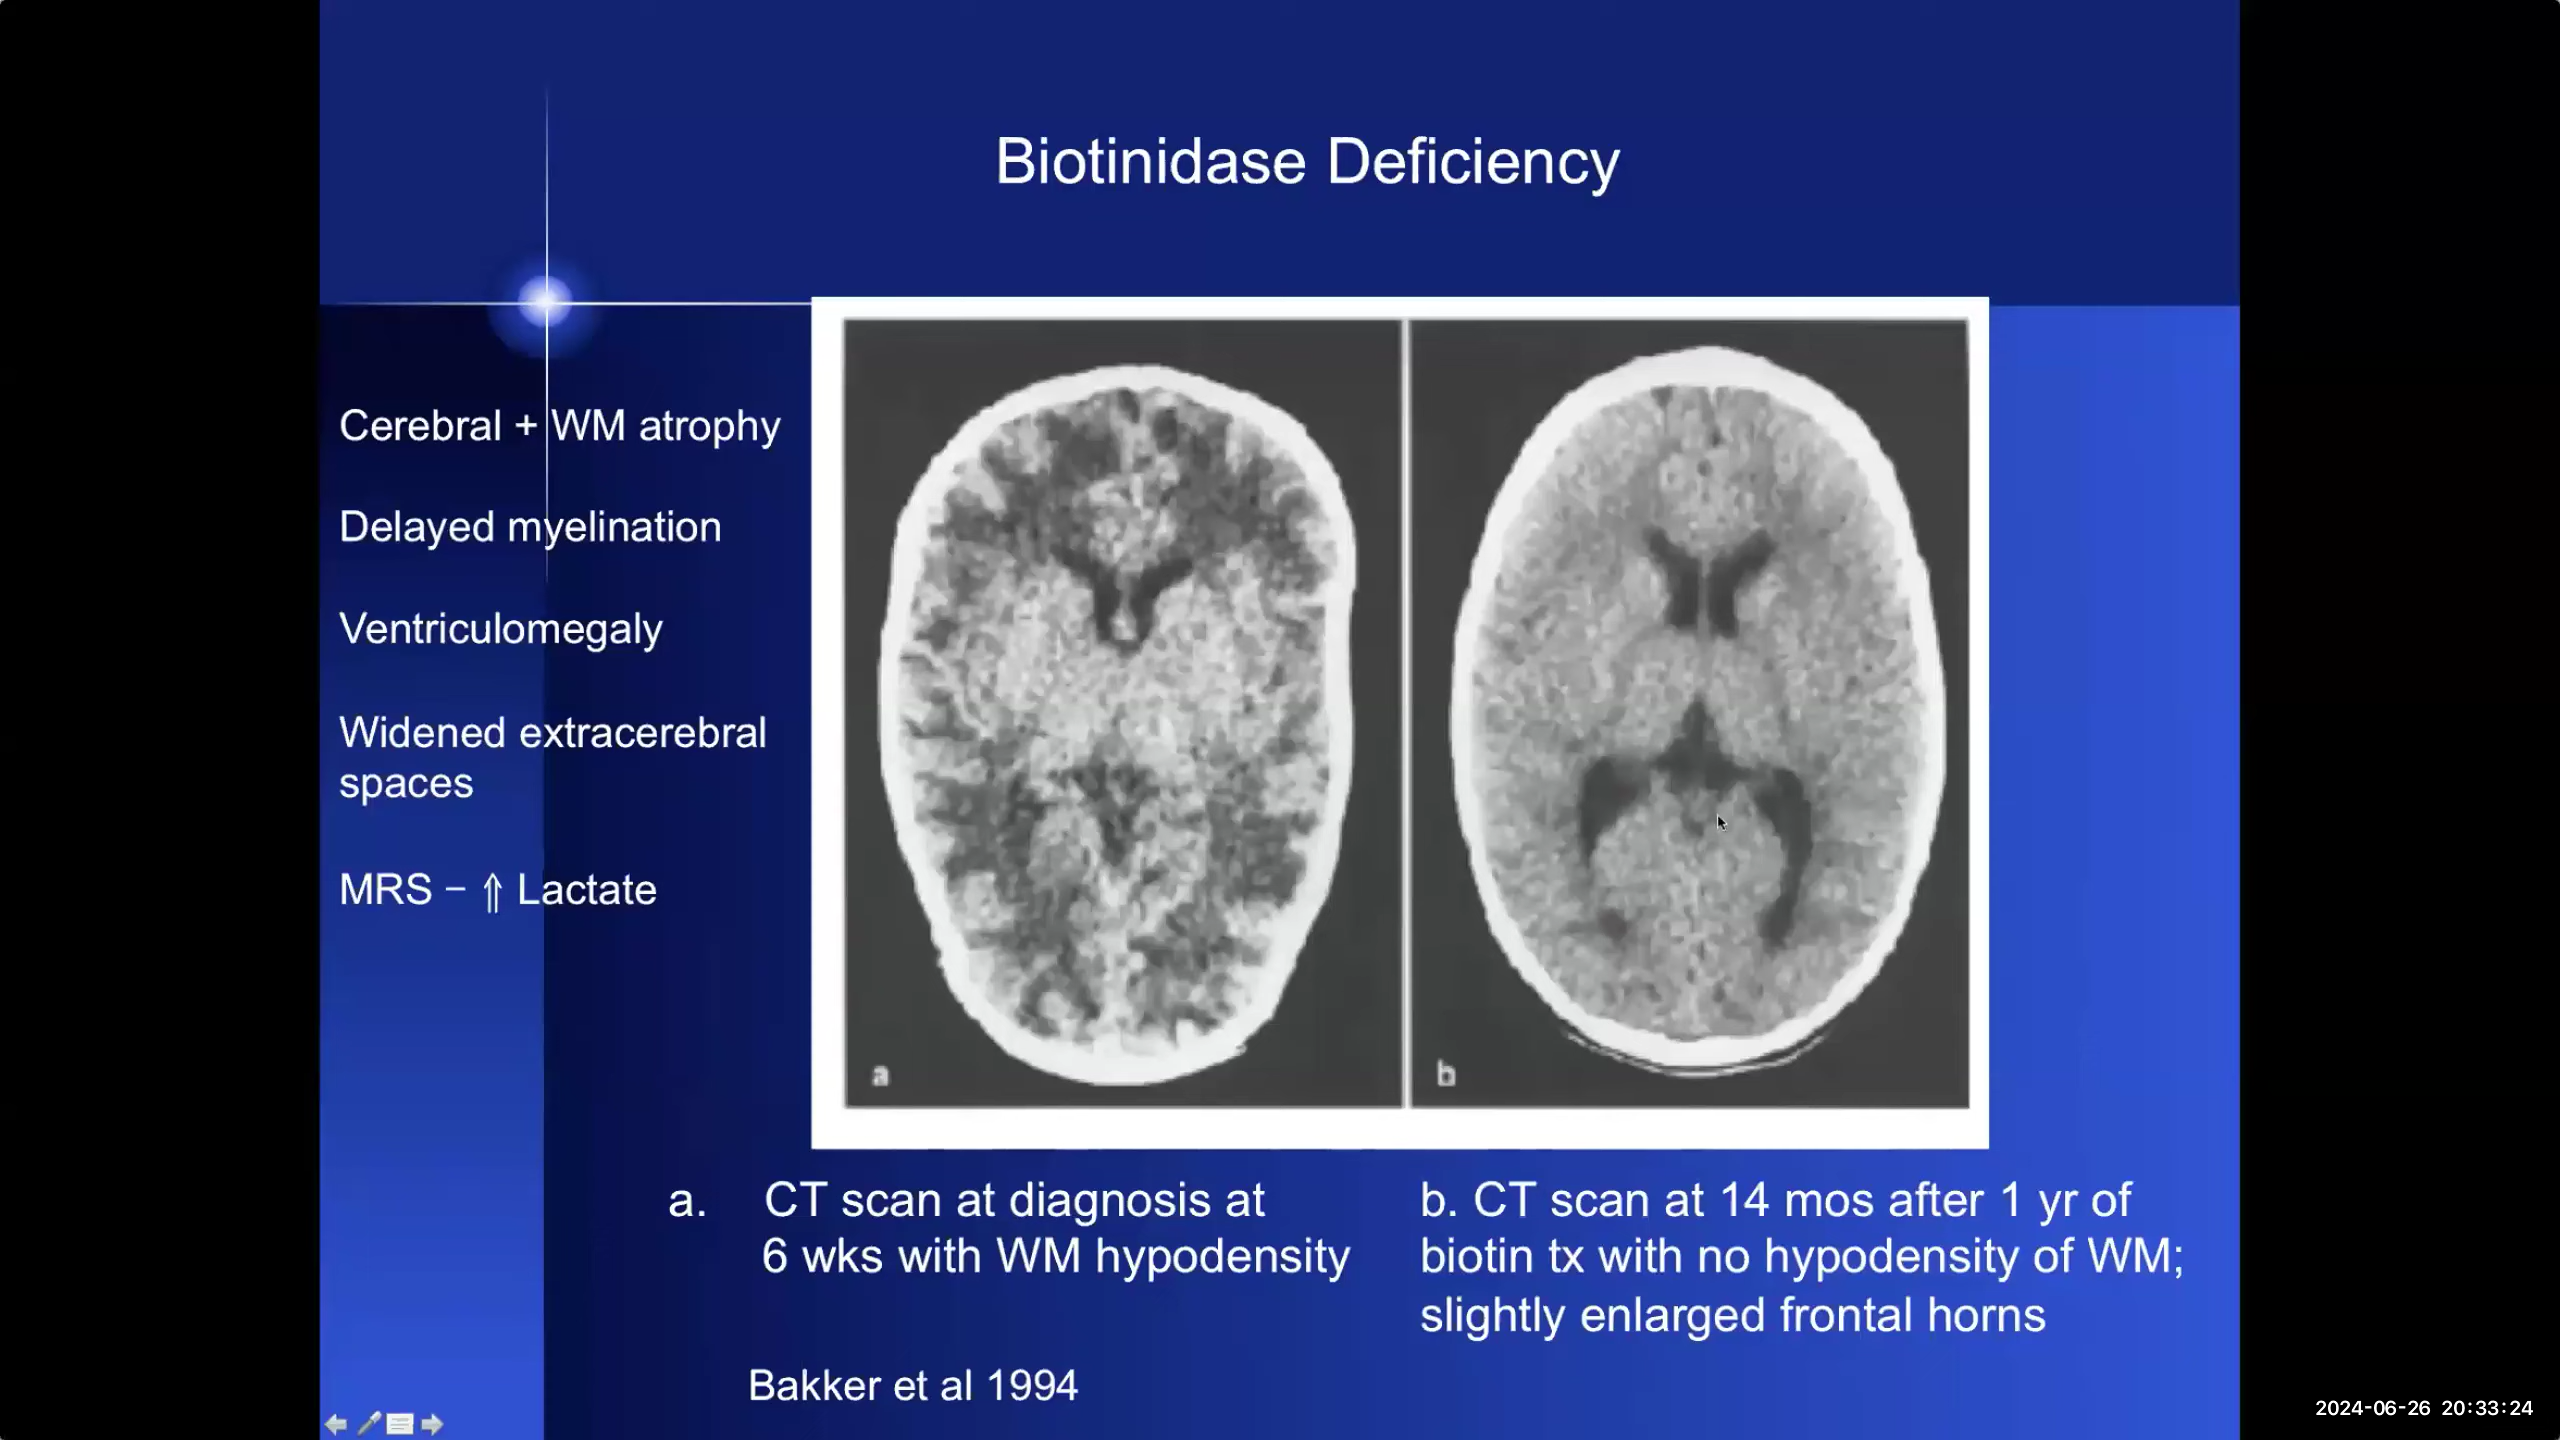 Biotinidase Deficiency
Cerebral + WM atrophy
Delayed myelination
Ventriculomegaly
Widened extracerebral
spaces
MRS – ⇑ Lactate
a
b
a. CT scan at diagnosis at
6 wks with WM hypodensity
b. CT scan at 14 mos after 1 yr of
biotin tx with no hypodensity of WM;
slightly enlarged frontal horns
Bakker et al 1994
2024-06-26 20:33:24